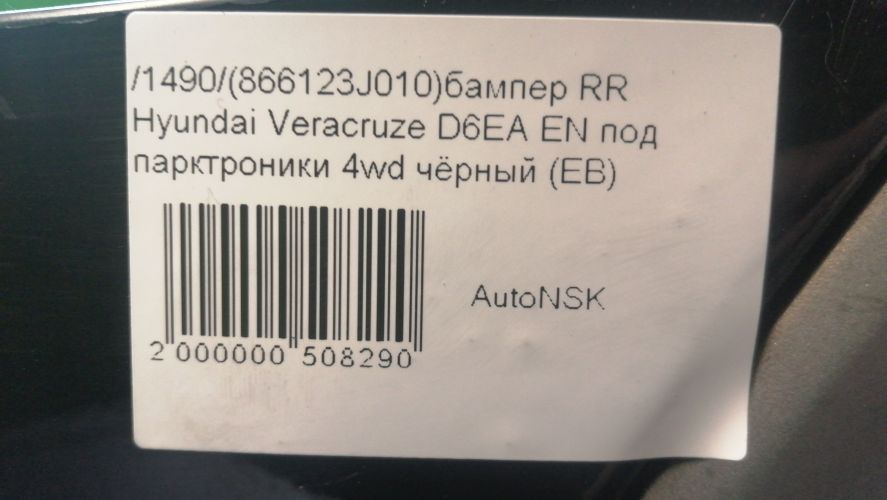 /1490/(866123J010)бампер RR
Hyundai Veracruze D6EA EN под
парктроники 4wd чёрный (EB)
AutoNSK
2 000000 508290